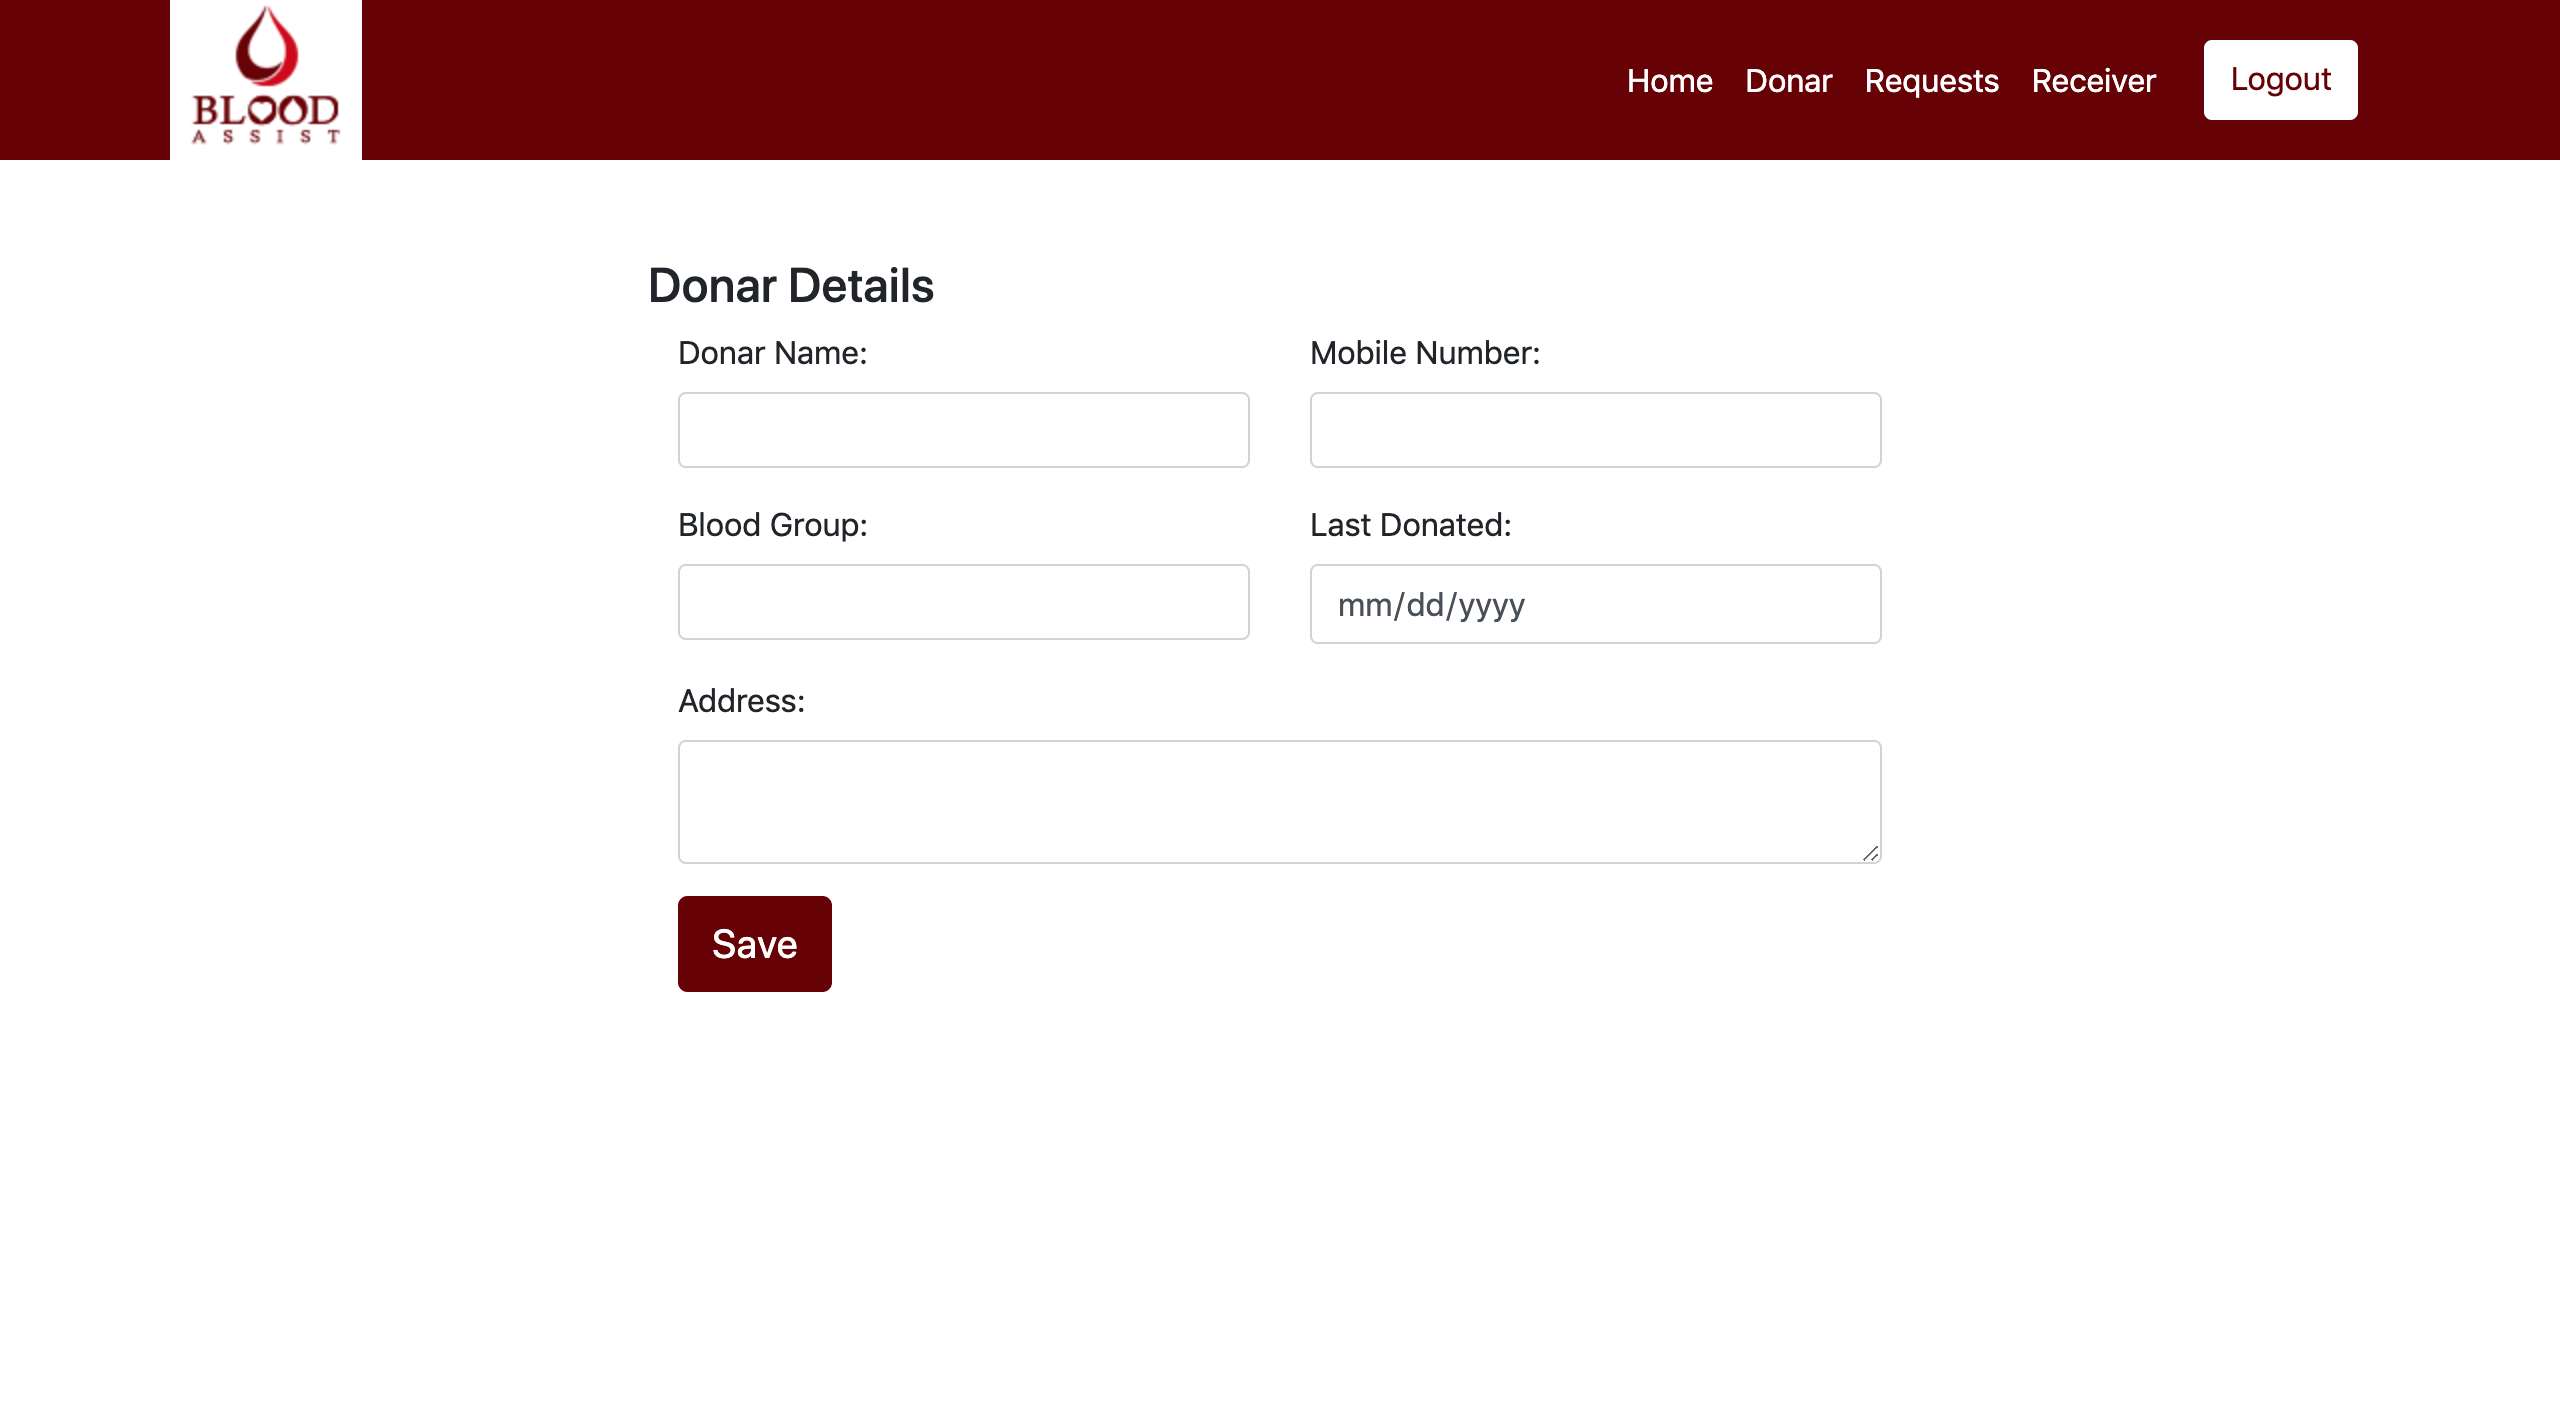 BLOOD
ASSIST
Home Donar Requests Receiver Logout
Donar Details
Donar Name: Mobile Number:
Blood Group: Last Donated:
mm/dd/yyyy
Address:
Save